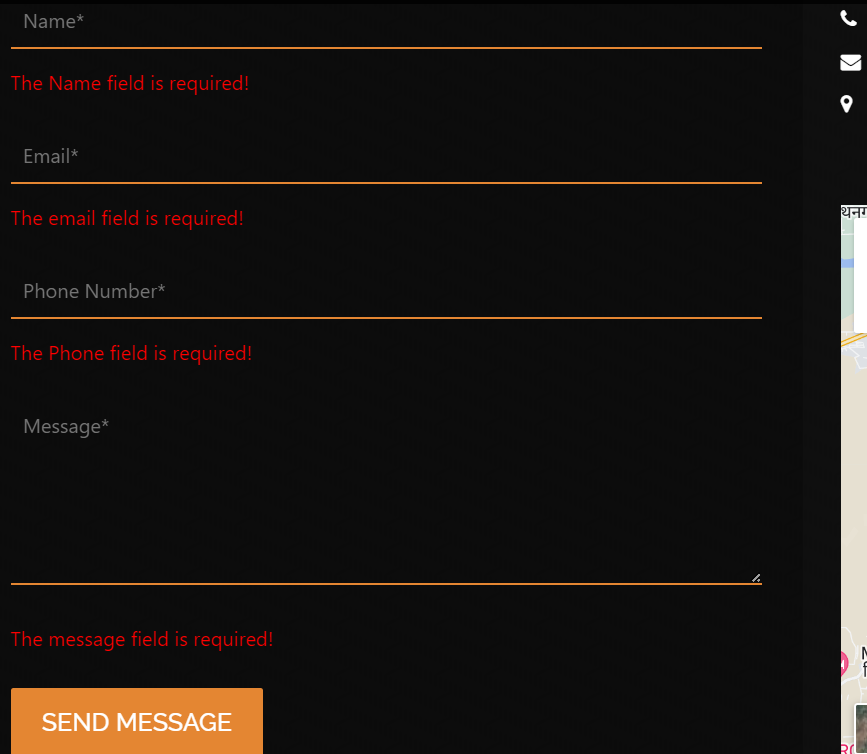 Name*
The Name field is required!
Email*
The email field is required!
Phone Number*
The Phone field is required!
Message*
The message field is required!
SEND MESSAGE